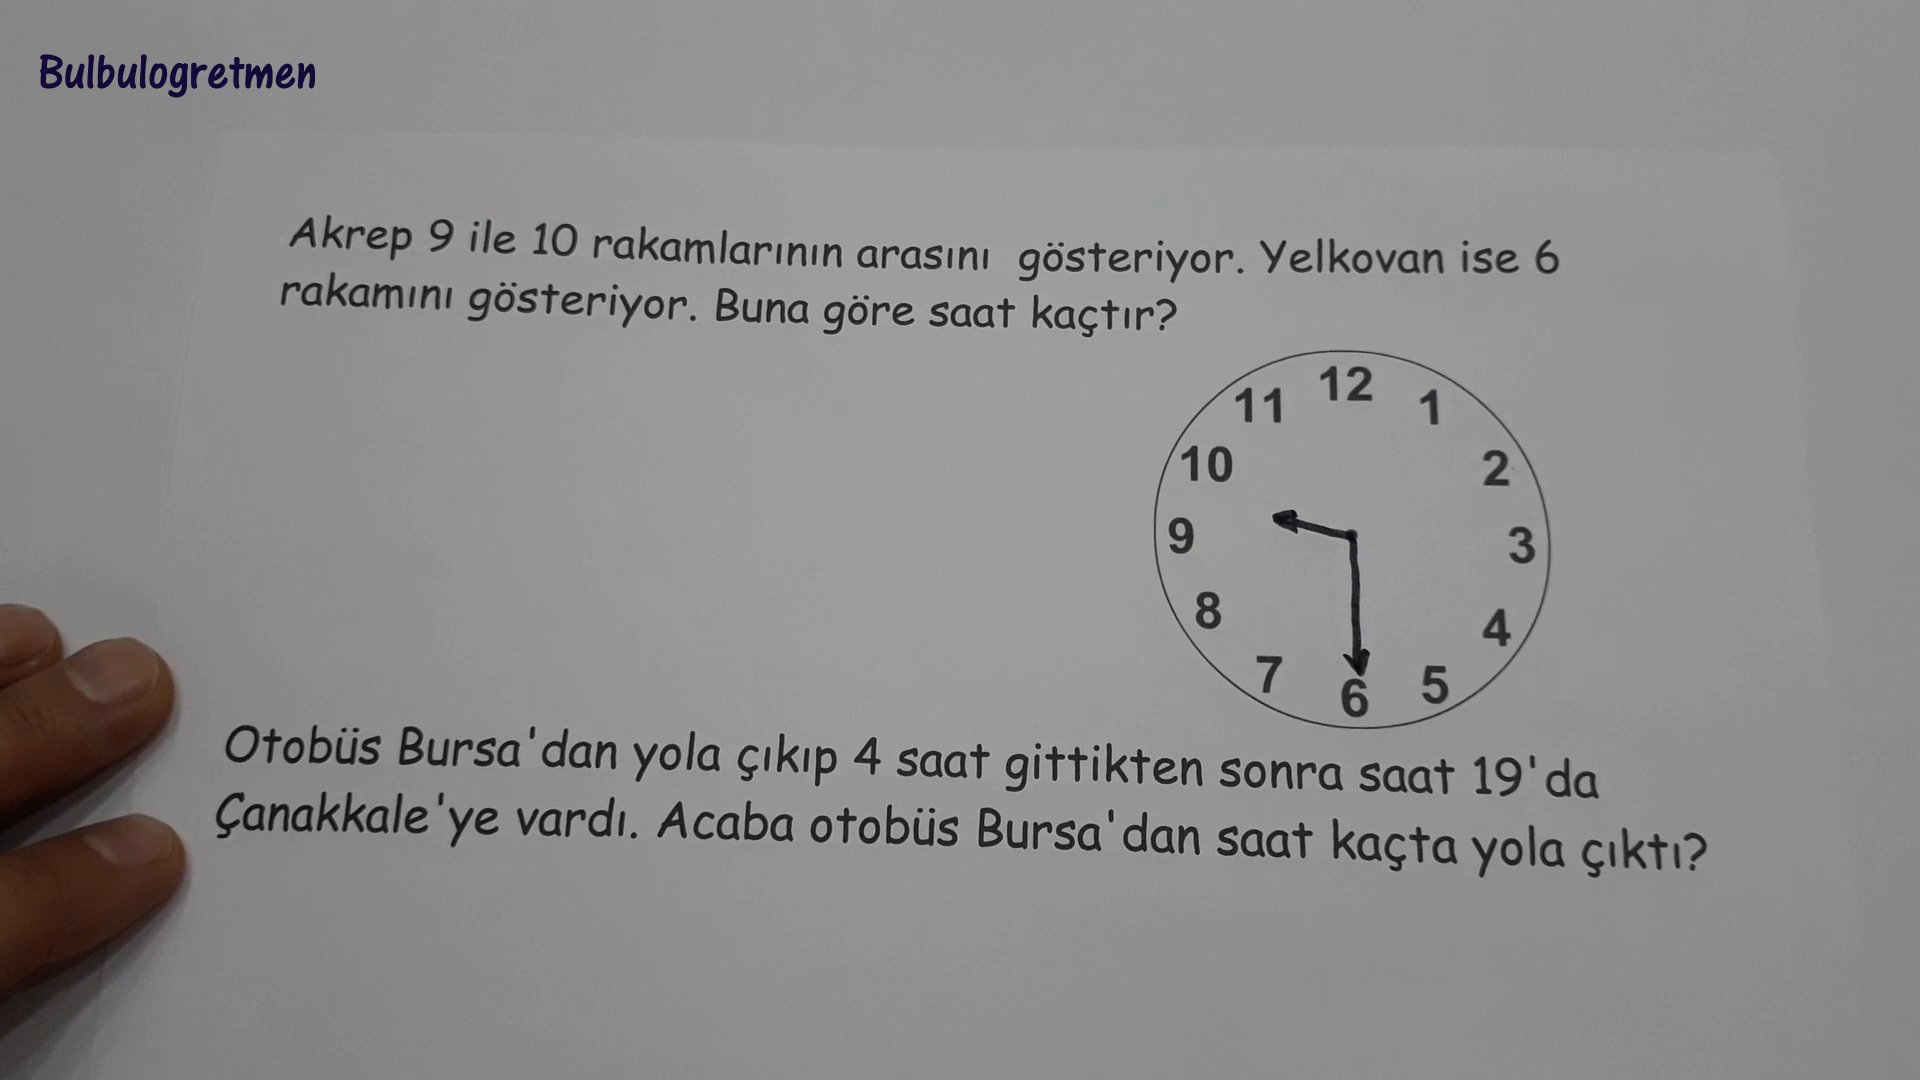 Bulbulogretmen
Akrep 9 ile 10 rakamlarının arasını gösteriyor. Yelkovan ise 6
rakamını gösteriyor. Buna göre saat kaçtır?
12
11
1
10
2
9
3
8
4
7
6
5
Otobüs Bursa'dan yola çıkıp 4 saat gittikten sonra saat 19'da
Çanakkale'ye vardı. Acaba otobüs Bursa'dan saat kaçta yola çıktı?